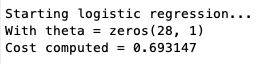 Starting logistic regression...
With theta = zeros(28, 1)
Cost computed = 0.693147